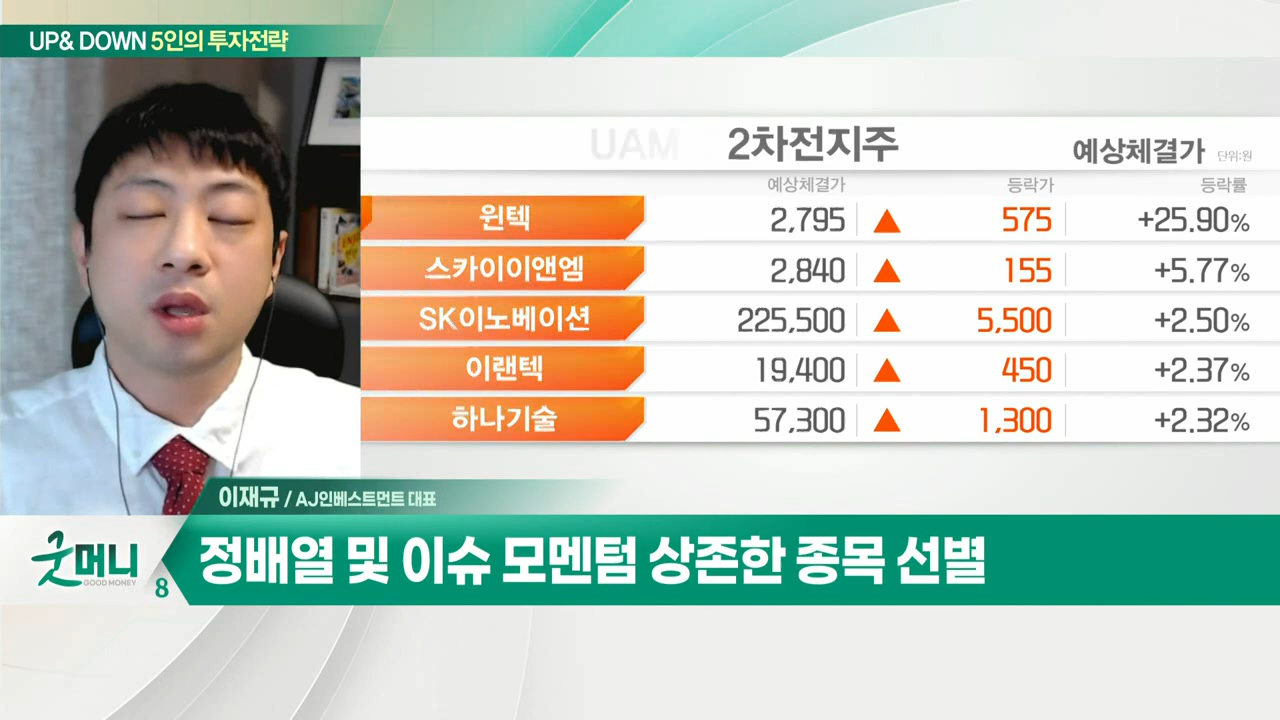 UP& DOWN 5인의 투자전략
UAM 2차전지주 예상체결가 단위:원
예상체결가 등락가 등락률
윈텍 2,795 ▲ 575 +25.90%
스카이이앤엠 2,840 ▲ 155 +5.77%
SK이노베이션 225,500 ▲ 5,500 +2.50%
이랜텍 19,400 ▲ 450 +2.37%
하나기술 57,300 ▲ 1,300 +2.32%
이재규 / AJ인베스트먼트 대표
굿머니 GOOD MONEY 8
정배열 및 이슈 모멘텀 상존한 종목 선별